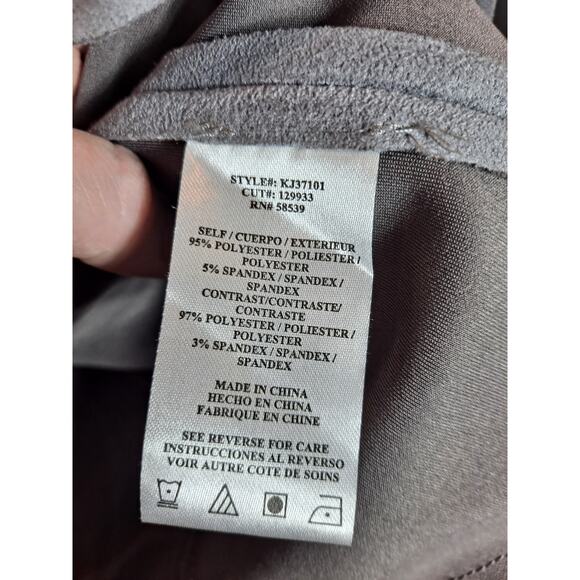 STYLE#: KJ37101
CUT#: 129933
RN# 58539
SELF / CUERPO / EXTERIEUR
95% POLYESTER / POLIESTER /
POLYESTER
5% SPANDEX / SPANDEX /
SPANDEX
CONTRAST/CONTRASTE/
CONTRASTE
97% POLYESTER / POLIESTER /
POLYESTER
3% SPANDEX / SPANDEX /
SPANDEX
MADE IN CHINA
HECHO EN CHINA
FABRIQUE EN CHINE
SEE REVERSE FOR CARE
INSTRUCCIONES AL REVERSO
VOIR AUTRE COTE DE SOINS